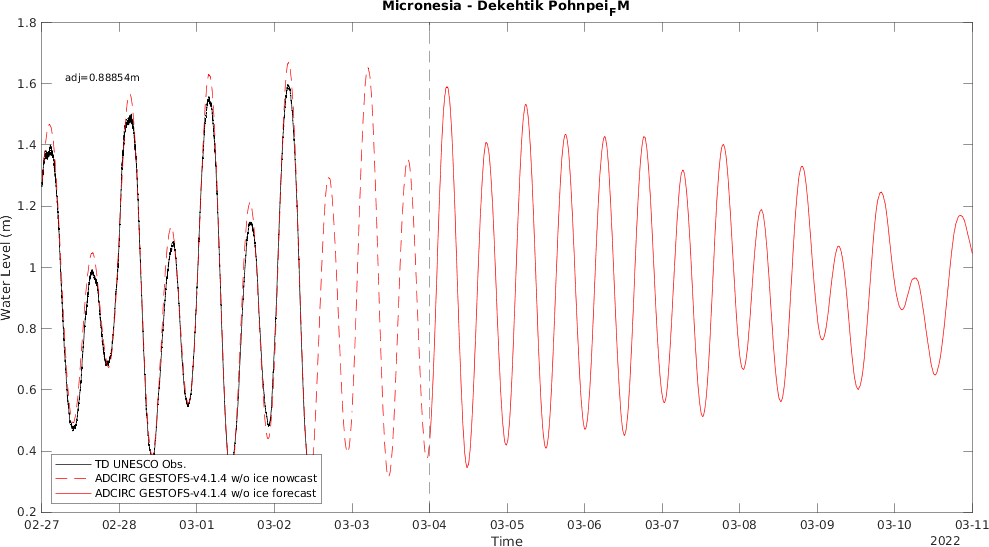 Micronesia - Dekehtik Pohnpei_FM
1.8
1.6
1.4
1.2
1
0.8
0.6
0.4
0.2
Water Level (m)
adj=0.88854m
TD UNESCO Obs.
ADCIRC GESTOFS-v4.1.4 w/o ice nowcast
ADCIRC GESTOFS-v4.1.4 w/o ice forecast
02-27 02-28 03-01 03-02 03-03 03-04 03-05 03-06 03-07 03-08 03-09 03-10 03-11
Time
2022